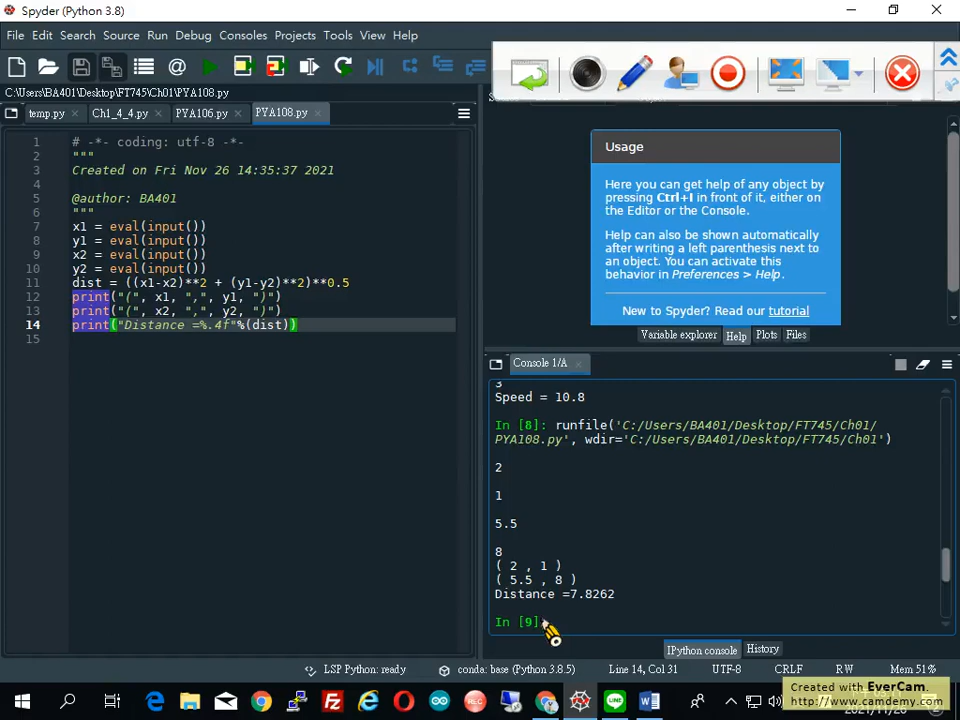 Spyder (Python 3.8)
File Edit Search Source Run Debug Consoles Projects Tools View Help
C:\Users\BA401\Desktop\FT745\Ch01\PYA108.py
temp.py Ch1_4_4.py PYA106.py PYA108.py
1 # -*- coding: utf-8 -*-
2 """
3 Created on Fri Nov 26 14:35:37 2021
4
5 @author: BA401
6 """
7 x1 = eval(input())
8 y1 = eval(input())
9 x2 = eval(input())
10 y2 = eval(input())
11 dist = ((x1-x2)**2 + (y1-y2)**2)**0.5
12 print("(", x1, ",", y1, ")")
13 print("(", x2, ",", y2, ")")
14 print("Distance =%.4f"%(dist))
15
Usage
Here you can get help of any object by
pressing Ctrl+I in front of it, either on
the Editor or the Console.
Help can also be shown automatically
after writing a left parenthesis next to
an object. You can activate this
behavior in Preferences > Help.
New to Spyder? Read our tutorial
Variable explorer Help Plots Files
Console 1/A
3
Speed = 10.8
In [8]: runfile('C:/Users/BA401/Desktop/FT745/Ch01/
PYA108.py', wdir='C:/Users/BA401/Desktop/FT745/Ch01')
2
1
5.5
8
( 2 , 1 )
( 5.5 , 8 )
Distance =7.8262
In [9]:
IPython console History
LSP Python: ready conda: base (Python 3.8.5) Line 14, Col31 UTF-8 CRLF RW Mem 51%
REC
Created with EverCam.
www.camdemy.com